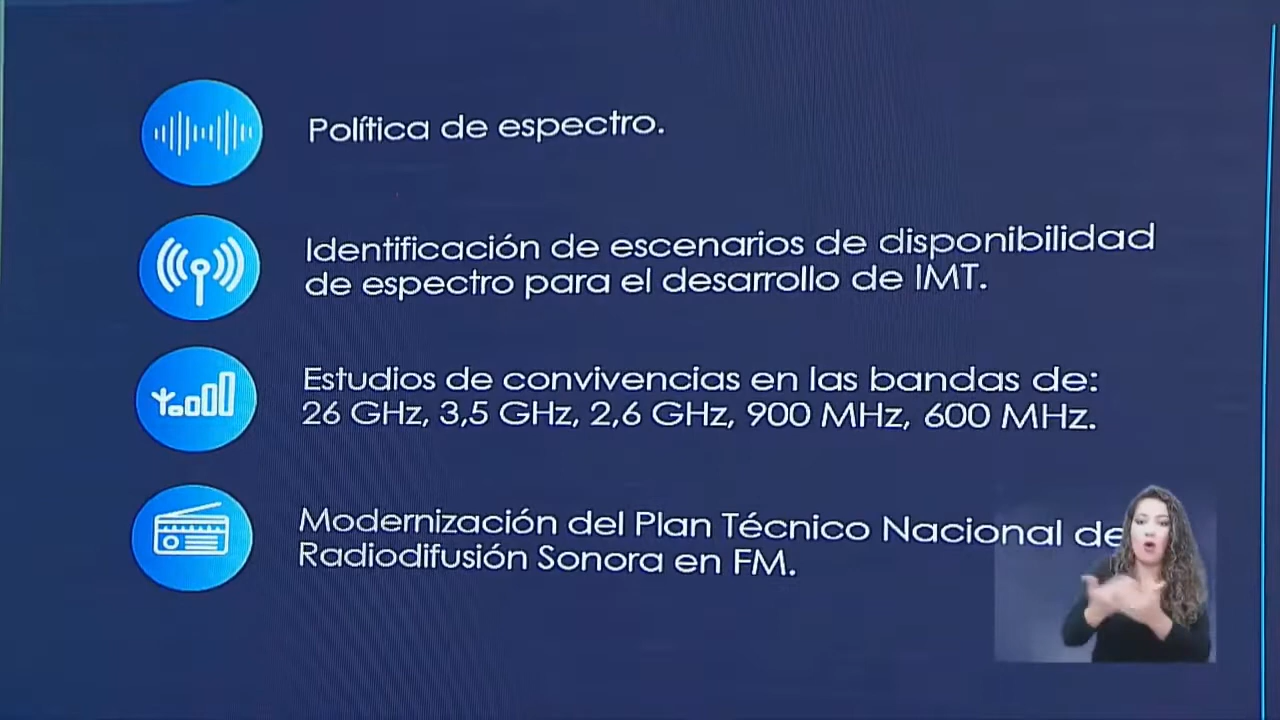 Política de espectro.
Identificación de escenarios de disponibilidad
de espectro para el desarrollo de IMT.
Estudios de convivencias en las bandas de:
26 GHz, 3,5 GHz, 2,6 GHz, 900 MHz, 600 MHz.
Modernización del Plan Técnico Nacional de
Radiodifusión Sonora en FM.